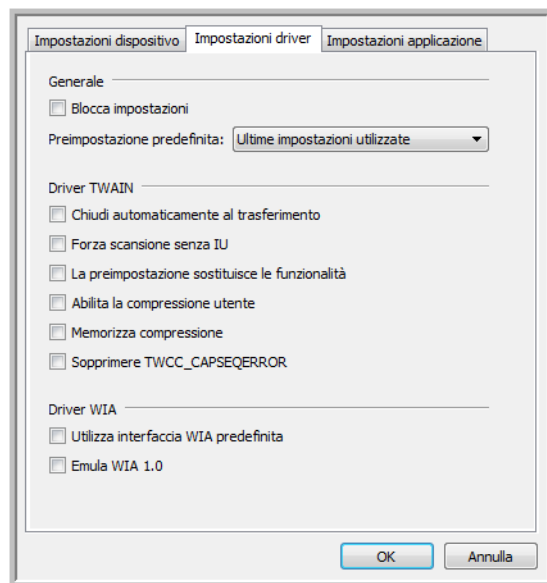 Impostazioni dispositivo Impostazioni driver Impostazioni applicazione
Generale
Blocca impostazioni
Preimpostazione predefinita: Ultime impostazioni utilizzate
Driver TWAIN
Chiudi automaticamente al trasferimento
Forza scansione senza IU
La preimpostazione sostituisce le funzionalità
Abilita la compressione utente
Memorizza compressione
Sopprimere TWCC_CAPSEQERROR
Driver WIA
Utilizza interfaccia WIA predefinita
Emula WIA 1.0
OK Annulla